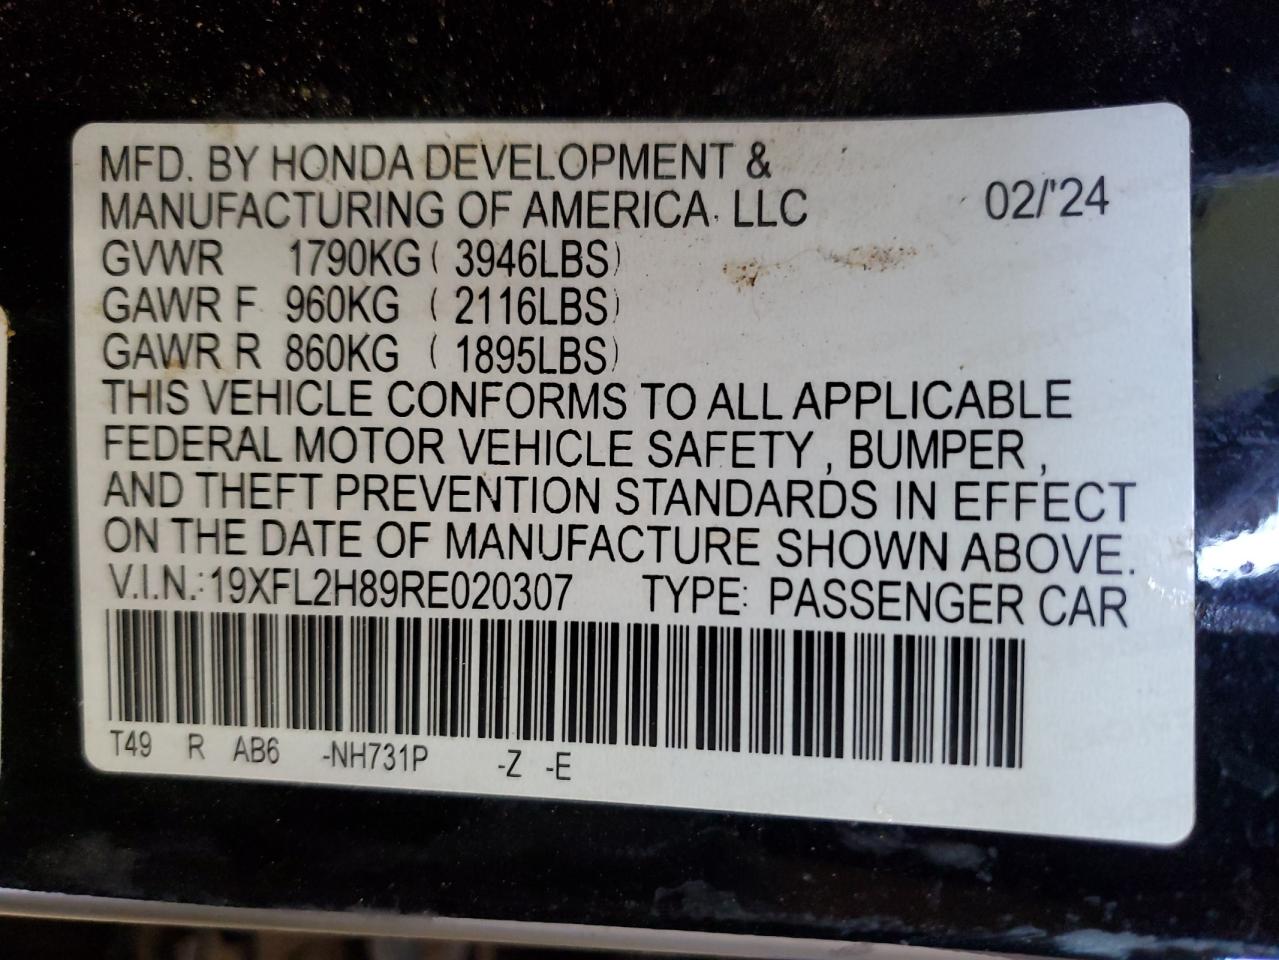 MFD. BY HONDA DEVELOPMENT &
MANUFACTURING OF AMERICA, LLC 02/'24
GVWR 1790KG ( 3946LBS)
GAWR F 960KG ( 2116LBS)
GAWR R 860KG ( 1895LBS)
THIS VEHICLE CONFORMS TO ALL APPLICABLE
FEDERAL MOTOR VEHICLE SAFETY , BUMPER ,
AND THEFT PREVENTION STANDARDS IN EFFECT
ON THE DATE OF MANUFACTURE SHOWN ABOVE.
V.I.N.: 19XFL2H89RE020307 TYPE: PASSENGER CAR
T49 R AB6 -NH731P -Z -E